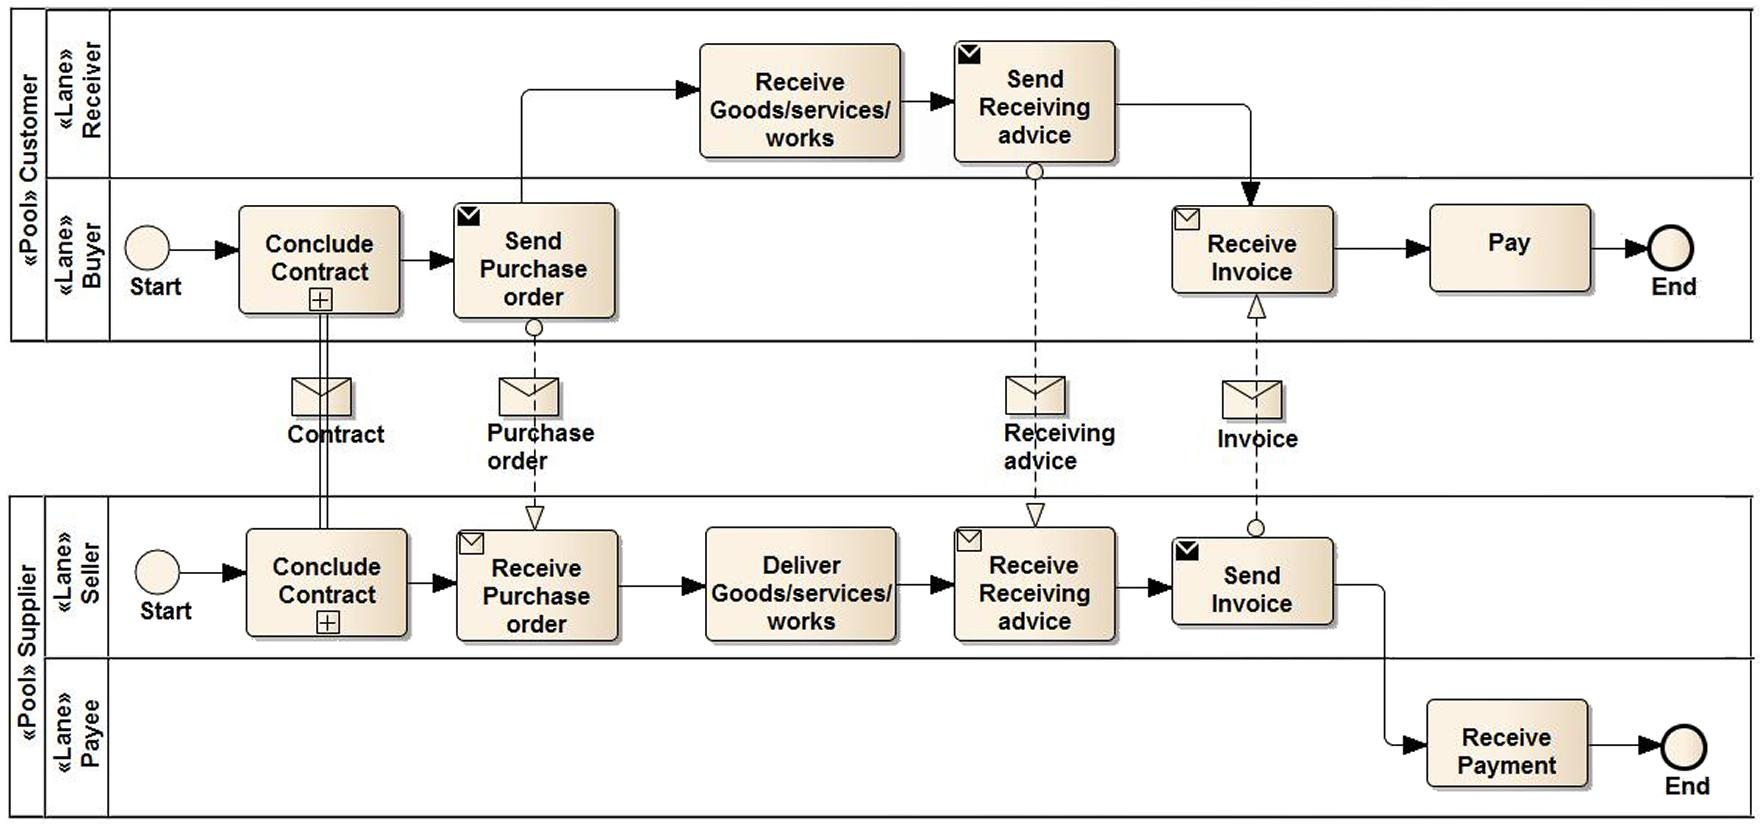 «Pool» Customer
«Lane»
Receiver
Receive
Goods/services/
works
Send
Receiving
advice
«Lane»
Buyer
Start
Conclude
Contract
Send
Purchase
order
Receive
Invoice
Pay
End
Contract
Purchase
order
Receiving
advice
Invoice
«Pool» Supplier
«Lane»
Seller
Start
Conclude
Contract
Receive
Purchase
order
Deliver
Goods/services/
works
Receive
Receiving
advice
Send
Invoice
«Lane»
Payee
Receive
Payment
End